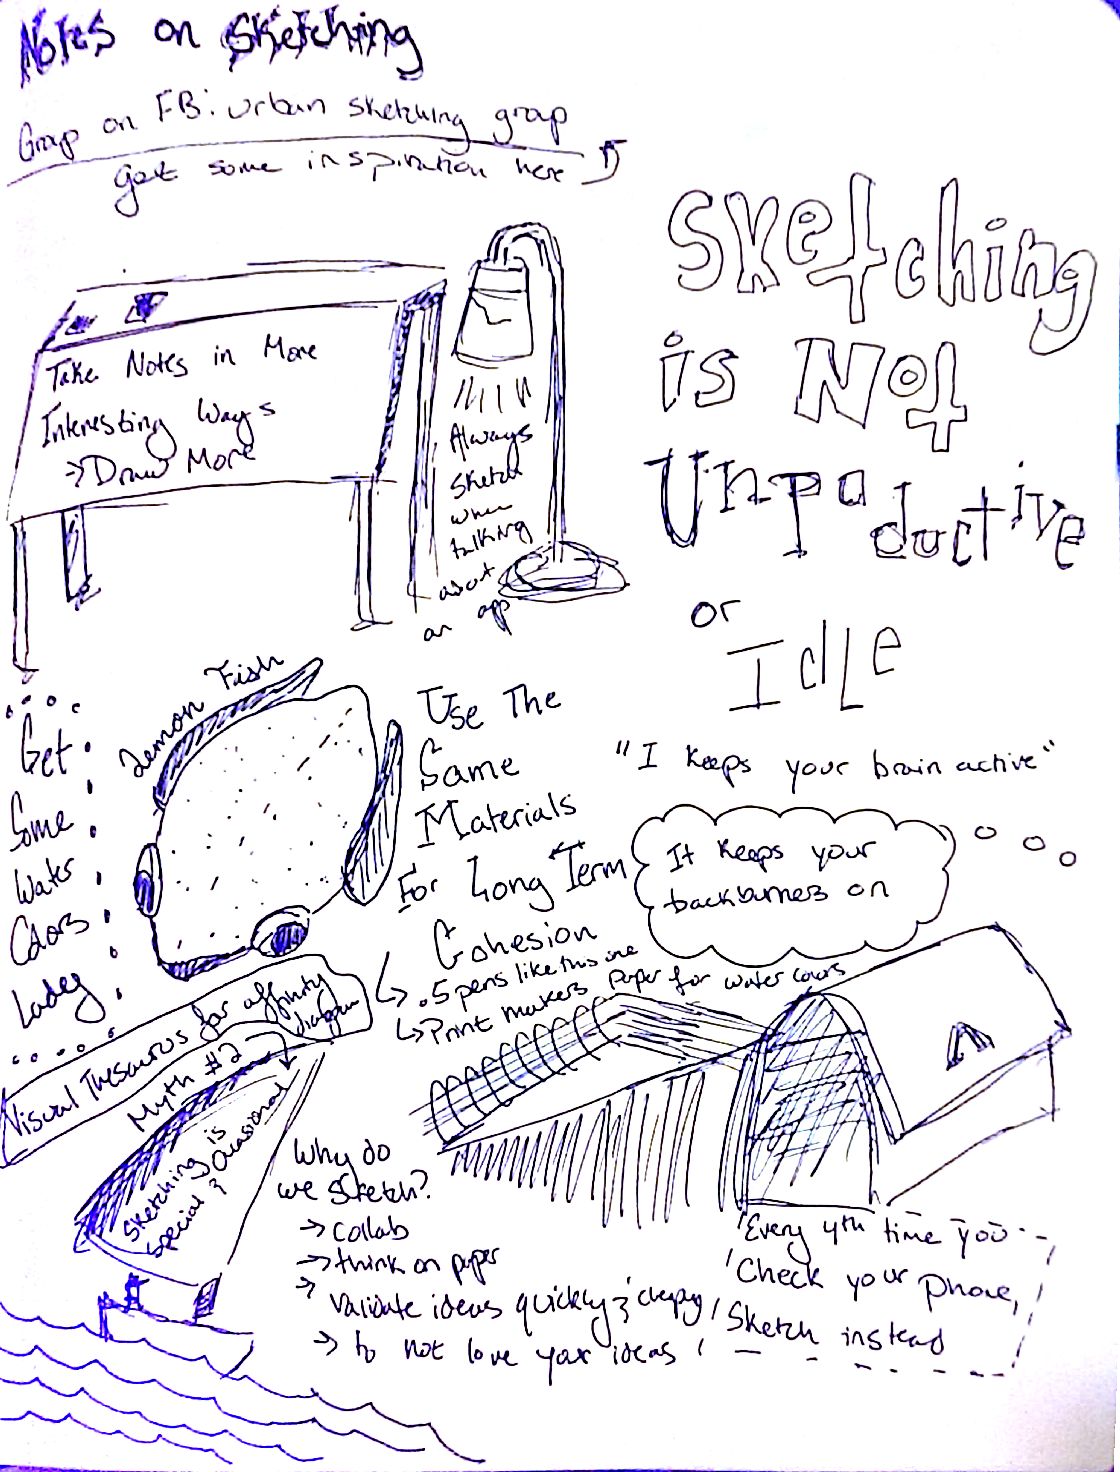 Notes on Sketching
Group on FB: urban sketching group
get some inspiration here
Sketching
is Not
Unpoductive
or
Idle
Take Notes in More
Interesting Ways
→Draw More
Always
Sketch
when
talking
about
an app
Lemon Fish
Get
Some
Water
Colors
Ladey
Use The
Same
Materials
For Long Term
Cohesion
↳ .5 pens like this one
↳ Print makers paper for water colors
"I keeps your brain active"
It keeps your
backburners on
Visual Thesaurus for affinity
diagram
Myth #2
Sketching is
Special & Occasional
Why do
we sketch?
→ collab
→ think on paper
→ validate ideas quickly & cheaply
→ to not love your ideas
Every 4th time you
Check your phone,
Sketch instead